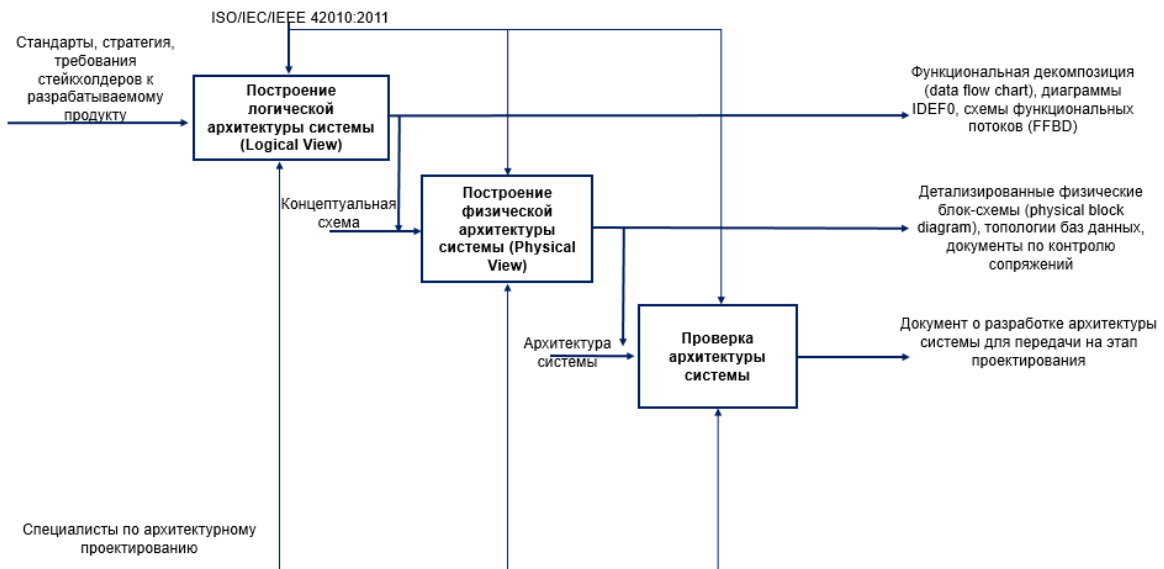 ISO/IEC/IEEE 42010:2011
Стандарты, стратегия,
требования
стейкхолдеров к
разрабатываемому
продукту
Построение
логической
архитектуры системы
(Logical View)
Функциональная декомпозиция
(data flow chart), диаграммы
IDEF0, схемы функциональных
потоков (FFBD)
Концептуальная
схема
Построение
физической
архитектуры
системы (Physical
View)
Детализированные физические
блок-схемы (physical block
diagram), топологии баз данных,
документы по контролю
сопряжений
Архитектура
системы
Проверка
архитектуры
системы
Документ о разработке архитектуры
системы для передачи на этап
проектирования
Специалисты по архитектурному
проектированию